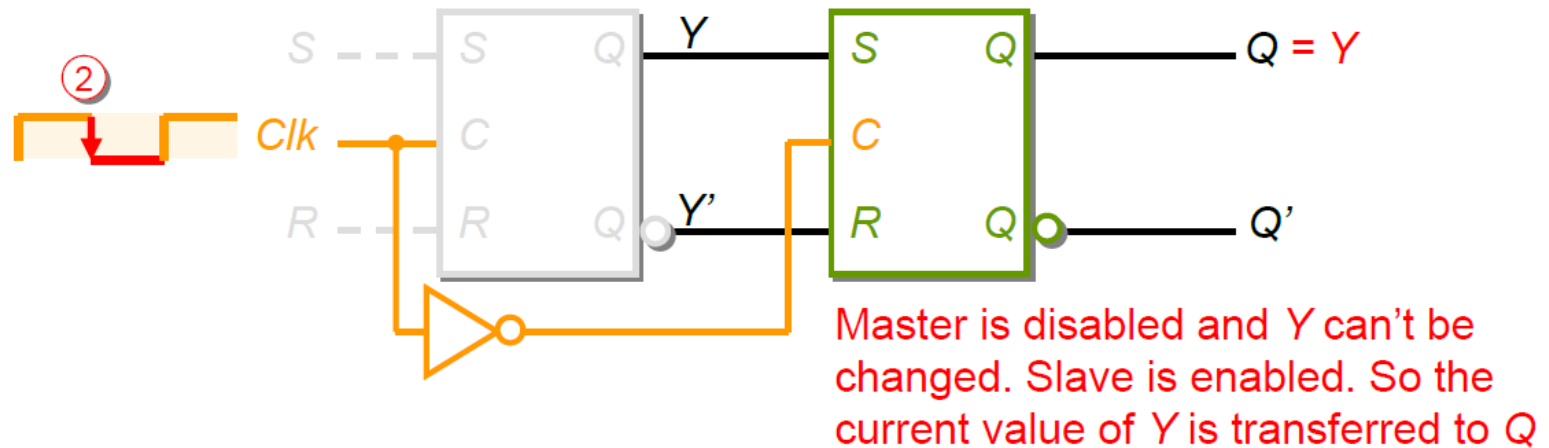 S S Q Y S Q Q = Y
2
Clk C C
R R Q Y’ R Q Q’
Master is disabled and Y can’t be
changed. Slave is enabled. So the
current value of Y is transferred to Q